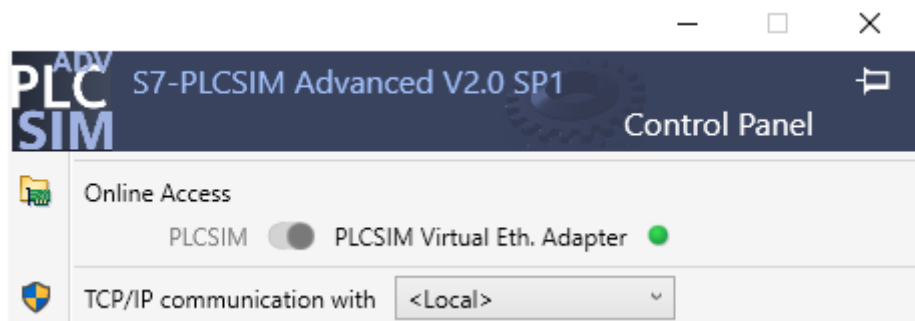 ADV
PLC
SIM
S7-PLCSIM Advanced V2.0 SP1
Control Panel
Online Access
PLCSIM PLCSIM Virtual Eth. Adapter
TCP/IP communication with <Local>